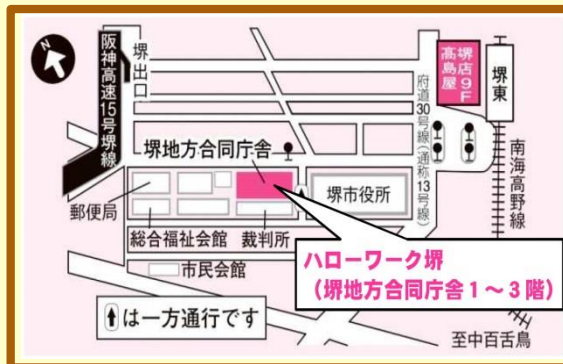 N
阪神高速15号堺線
堺出口
堺店9F
髙島屋
堺東
府道30号線(通称13号線)
南海高野線
堺地方合同庁舎
郵便局
堺市役所
総合福祉会館
裁判所
市民会館
ハローワーク堺
(堺地方合同庁舎1~3階)
は一方通行です
至中百舌鳥